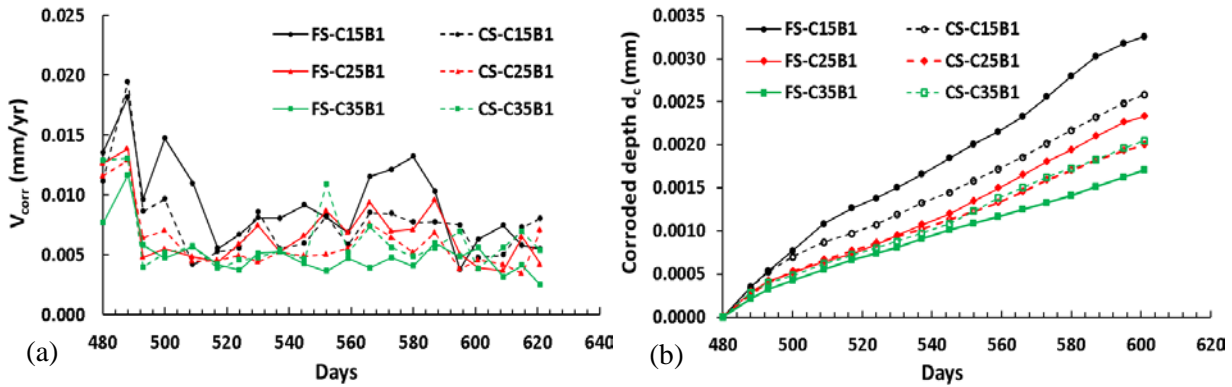 0.025
0.020
0.015
0.010
0.005
0.000
V_corr (mm/yr)
FS-C15B1 CS-C15B1
FS-C25B1 CS-C25B1
FS-C35B1 CS-C35B1
480 500 520 540 560 580 600 620 640
Days
(a)
0.0035
0.0030
0.0025
0.0020
0.0015
0.0010
0.0005
0.0000
Corroded depth d_c (mm)
FS-C15B1 CS-C15B1
FS-C25B1 CS-C25B1
FS-C35B1 CS-C35B1
480 500 520 540 560 580 600 620
Days
(b)